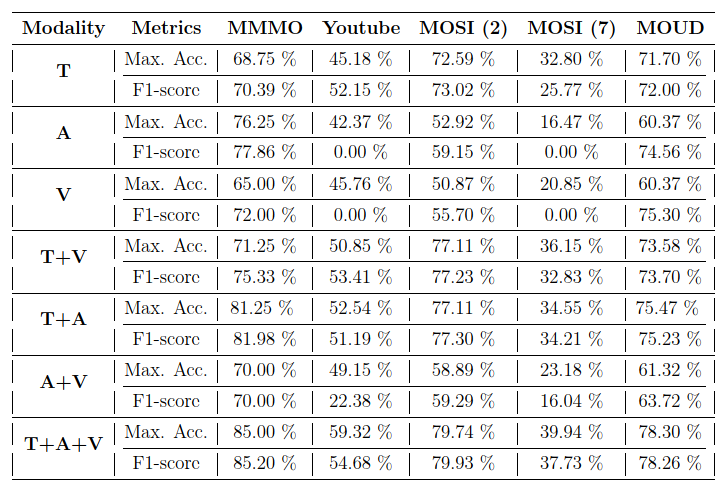 Modality Metrics MMMO Youtube MOSI (2) MOSI (7) MOUD
T Max. Acc. 68.75 % 45.18 % 72.59 % 32.80 % 71.70 %
F1-score 70.39 % 52.15 % 73.02 % 25.77 % 72.00 %
A Max. Acc. 76.25 % 42.37 % 52.92 % 16.47 % 60.37 %
F1-score 77.86 % 0.00 % 59.15 % 0.00 % 74.56 %
V Max. Acc. 65.00 % 45.76 % 50.87 % 20.85 % 60.37 %
F1-score 72.00 % 0.00 % 55.70 % 0.00 % 75.30 %
T+V Max. Acc. 71.25 % 50.85 % 77.11 % 36.15 % 73.58 %
F1-score 75.33 % 53.41 % 77.23 % 32.83 % 73.70 %
T+A Max. Acc. 81.25 % 52.54 % 77.11 % 34.55 % 75.47 %
F1-score 81.98 % 51.19 % 77.30 % 34.21 % 75.23 %
A+V Max. Acc. 70.00 % 49.15 % 58.89 % 23.18 % 61.32 %
F1-score 70.00 % 22.38 % 59.29 % 16.04 % 63.72 %
T+A+V Max. Acc. 85.00 % 59.32 % 79.74 % 39.94 % 78.30 %
F1-score 85.20 % 54.68 % 79.93 % 37.73 % 78.26 %